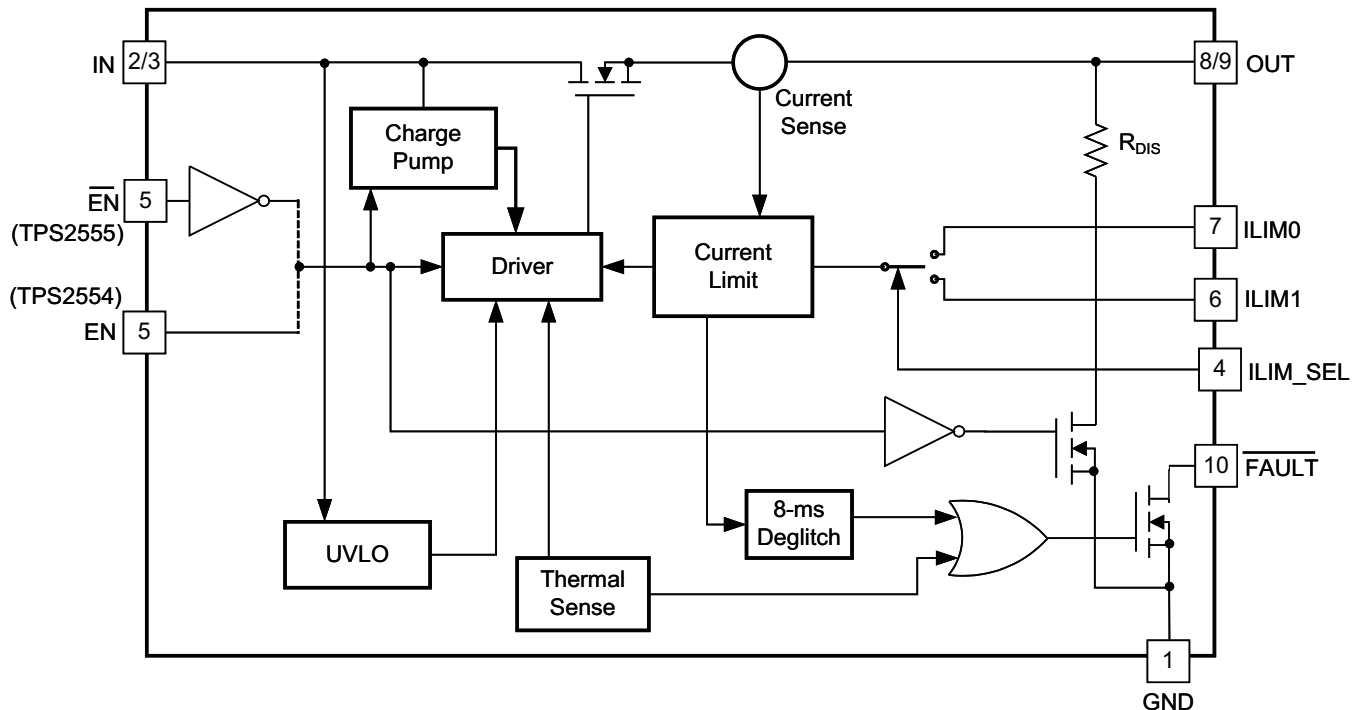 IN
2/3
8/9
OUT
Current
Sense
Charge
Pump
R_DIS
EN
5
(TPS2555)
7
ILIM0
Driver
Current
Limit
(TPS2554)
EN
5
6
ILIM1
4
ILIM_SEL
10
FAULT
8-ms
Deglitch
UVLO
Thermal
Sense
1
GND